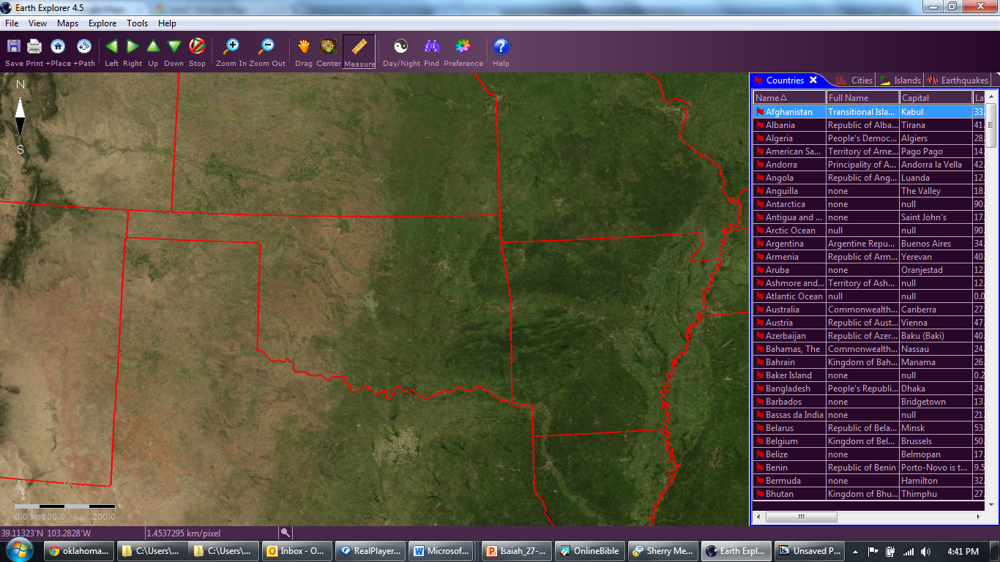 Earth Explorer 4.5
File View Maps Explore Tools Help
Save Print +Place +Path Left Right Up Down Stop Zoom In Zoom Out Drag Center Measure Day/Night Find Preference Help
N
S
Countries Cities Islands Earthquakes
Name Full Name Capital La
Afghanistan Transitional Isla... Kabul 33.
Albania Republic of Alba... Tirana 41.
Algeria People's Democ... Algiers 28.
American Sa... Territory of Ame... Pago Pago 14.
Andorra Principality of A... Andorra la Vella 42.
Angola Republic of Ang... Luanda 12.
Anguilla none The Valley 18.
Antarctica none null 90.
Antigua and ... none Saint John's 17.
Arctic Ocean null null 90.
Argentina Argentine Repu... Buenos Aires 34.
Armenia Republic of Arm... Yerevan 40.
Aruba none Oranjestad 12.
Ashmore and... Territory of Ash... null 12.
Atlantic Ocean null null 0.0
Australia Commonwealth... Canberra 27.
Austria Republic of Aust... Vienna 47.
Azerbaijan Republic of Azer... Baku (Baki) 40.
Bahamas, The Commonwealth... Nassau 24.
Bahrain Kingdom of Bah... Manama 26.
Baker Island none null 0.2
Bangladesh People's Republi... Dhaka 24.
Barbados none Bridgetown 13.
Bassas da India none null 21.
Belarus Republic of Bela... Minsk 53.
Belgium Kingdom of Bel... Brussels 50.
Belize none Belmopan 17.
Benin Republic of Benin Porto-Novo is t... 9.5
Bermuda none Hamilton 32.
Bhutan Kingdom of Bhu... Thimphu 27.
0.0 km 100.0 200.0
39.11323'N 103.2828'W 1.4537295 km/pixel
oklahoma... C:\Users\... C:\Users\... Inbox - O... RealPlayer... Microsof... Isaiah_27-... OnlineBible Sherry Me... Earth Expl... Unsaved P... 4:41 PM